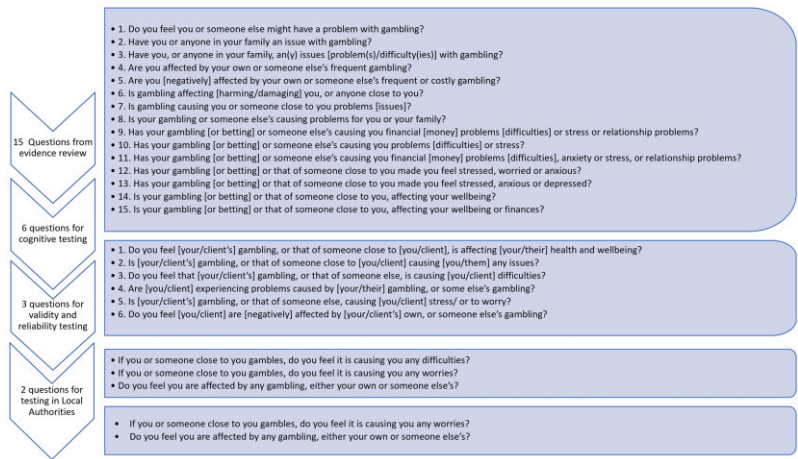 15 Questions from
evidence review
• 1. Do you feel you or someone else might have a problem with gambling?
• 2. Have you or anyone in your family an issue with gambling?
• 3. Have you, or anyone in your family, an(y) issues [problem(s)/difficulty(ies)] with gambling?
• 4. Are you affected by your own or someone else's frequent gambling?
• 5. Are you [negatively] affected by your own or someone else's frequent or costly gambling?
• 6. Is gambling affecting [harming/damaging] you, or anyone close to you?
• 7. Is gambling causing you or someone close to you problems [issues]?
• 8. Is your gambling or someone else's causing problems for you or your family?
• 9. Has your gambling [or betting] or someone else's causing you financial [money] problems [difficulties] or stress or relationship problems?
• 10. Has your gambling [or betting] or someone else's causing you problems [difficulties] or stress?
• 11. Has your gambling [or betting] or someone else's causing you financial [money] problems [difficulties], anxiety or stress, or relationship problems?
• 12. Has your gambling [or betting] or that of someone close to you made you feel stressed, worried or anxious?
• 13. Has your gambling [or betting] or that of someone close to you made you feel stressed, anxious or depressed?
• 14. Is your gambling [or betting] or that of someone close to you, affecting your wellbeing?
• 15. Is your gambling [or betting] or that of someone close to you, affecting your wellbeing or finances?
6 questions for
cognitive testing
• 1. Do you feel [your/client's] gambling, or that of someone close to [you/client], is affecting [your/their] health and wellbeing?
• 2. Is [your/client's] gambling, or that of someone close to [you/client] causing [you/them] any issues?
• 3. Do you feel that [your/client's] gambling, or that of someone else, is causing [you/client] difficulties?
• 4. Are [you/client] experiencing problems caused by [your/their] gambling, or some else's gambling?
• 5. Is [your/client's] gambling, or that of someone else, causing [you/client] stress/ or to worry?
• 6. Do you feel [you/client] are [negatively] affected by [your/client's] own, or someone else's gambling?
3 questions for
validity and
reliability testing
• If you or someone close to you gambles, do you feel it is causing you any difficulties?
• If you or someone close to you gambles, do you feel it is causing you any worries?
• Do you feel you are affected by any gambling, either your own or someone else's?
2 questions for
testing in Local
Authorities
• If you or someone close to you gambles, do you feel it is causing you any worries?
• Do you feel you are affected by any gambling, either your own or someone else's?